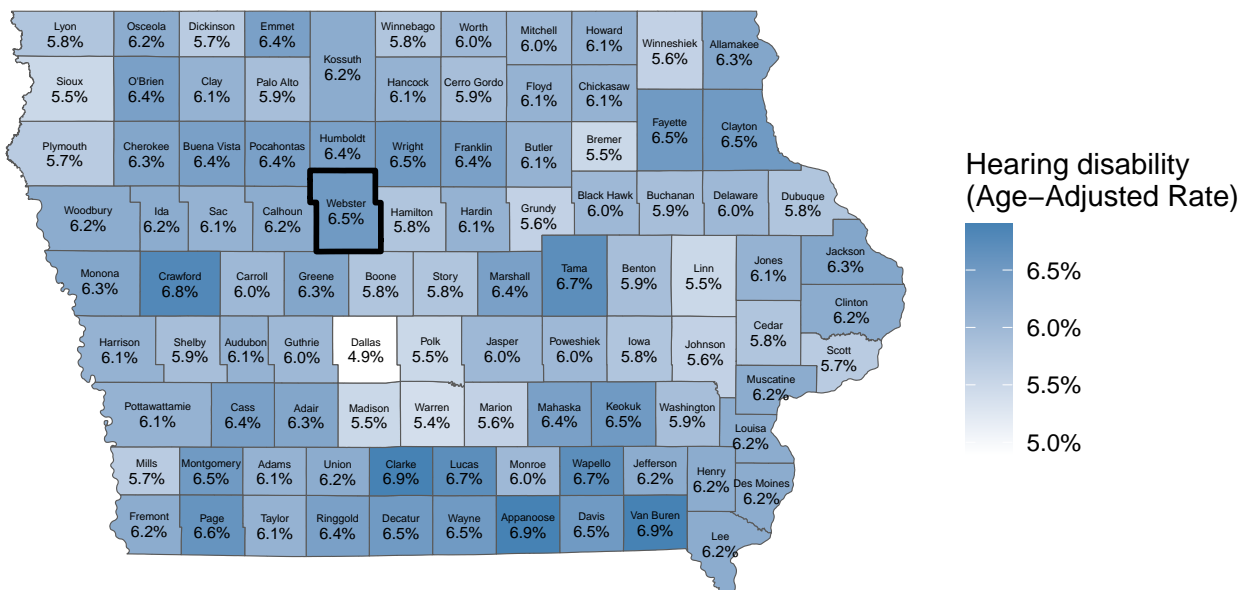 Lyon
5.8%
Osceola
6.2%
Dickinson
5.7%
Emmet
6.4%
Kossuth
6.2%
Winnebago
5.8%
Worth
6.0%
Mitchell
6.0%
Howard
6.1%
Winneshiek
5.6%
Allamakee
6.3%
Sioux
5.5%
O'Brien
6.4%
Clay
6.1%
Palo Alto
5.9%
Hancock
6.1%
Cerro Gordo
5.9%
Floyd
6.1%
Chickasaw
6.1%
Fayette
6.5%
Clayton
6.5%
Plymouth
5.7%
Cherokee
6.3%
Buena Vista
6.4%
Pocahontas
6.4%
Humboldt
6.4%
Wright
6.5%
Franklin
6.4%
Butler
6.1%
Bremer
5.5%
Woodbury
6.2%
Ida
6.2%
Sac
6.1%
Calhoun
6.2%
Webster
6.5%
Hamilton
5.8%
Hardin
6.1%
Grundy
5.6%
Black Hawk
6.0%
Buchanan
5.9%
Delaware
6.0%
Dubuque
5.8%
Monona
6.3%
Crawford
6.8%
Carroll
6.0%
Greene
6.3%
Boone
5.8%
Story
5.8%
Marshall
6.4%
Tama
6.7%
Benton
5.9%
Linn
5.5%
Jones
6.1%
Jackson
6.3%
Clinton
6.2%
Harrison
6.1%
Shelby
5.9%
Audubon
6.1%
Guthrie
6.0%
Dallas
4.9%
Polk
5.5%
Jasper
6.0%
Poweshiek
6.0%
Iowa
5.8%
Johnson
5.6%
Cedar
5.8%
Scott
5.7%
Muscatine
6.2%
Pottawattamie
6.1%
Cass
6.4%
Adair
6.3%
Madison
5.5%
Warren
5.4%
Marion
5.6%
Mahaska
6.4%
Keokuk
6.5%
Washington
5.9%
Louisa
6.2%
Mills
5.7%
Montgomery
6.5%
Adams
6.1%
Union
6.2%
Clarke
6.9%
Lucas
6.7%
Monroe
6.0%
Wapello
6.7%
Jefferson
6.2%
Henry
6.2%
Des Moines
6.2%
Fremont
6.2%
Page
6.6%
Taylor
6.1%
Ringgold
6.4%
Decatur
6.5%
Wayne
6.5%
Appanoose
6.9%
Davis
6.5%
Van Buren
6.9%
Lee
6.2%
Hearing disability
(Age−Adjusted Rate)
6.5%
6.0%
5.5%
5.0%